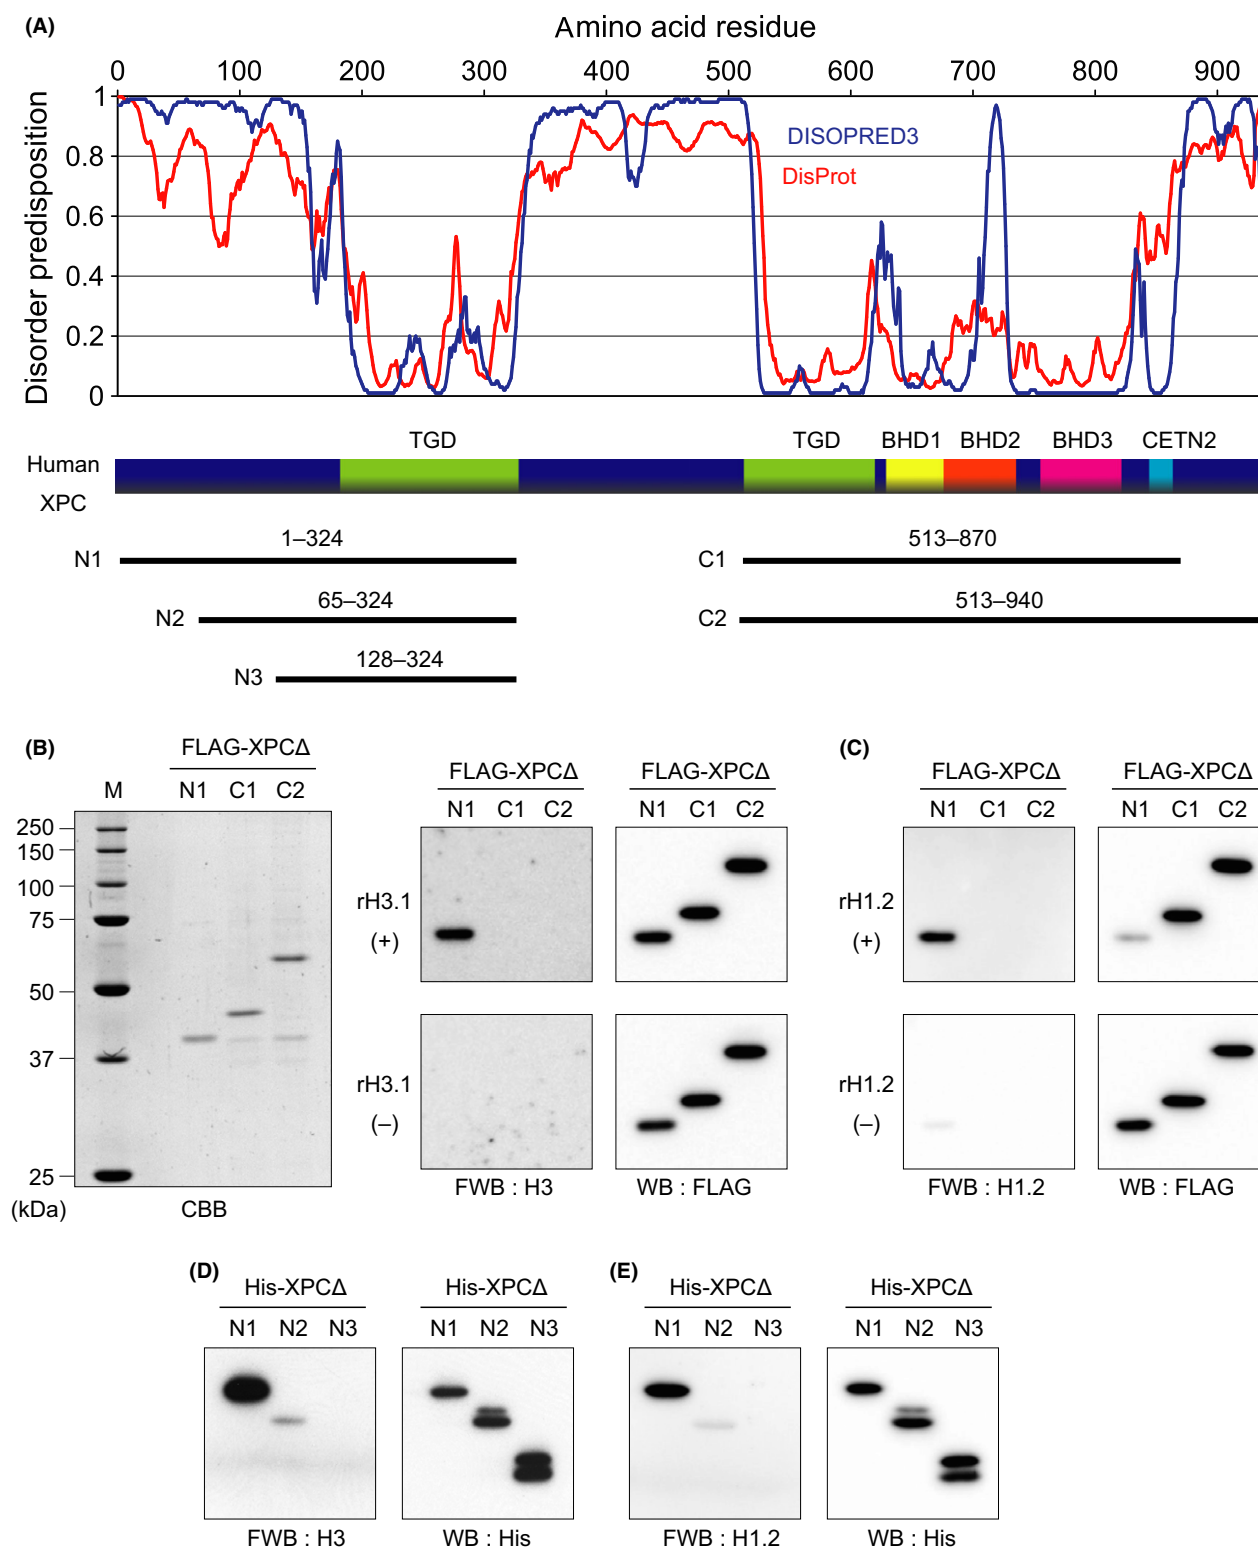 (A)
Amino acid residue
0 100 200 300 400 500 600 700 800 900
Disorder predisposition
1
0.8
0.6
0.4
0.2
0
DISOPRED3
DisProt
TGD TGD BHD1 BHD2 BHD3 CETN2
Human
XPC
N1 1–324
C1 513–870
N2 65–324
C2 513–940
N3 128–324
(B)
FLAG-XPCΔ
M N1 C1 C2
250
150
100
75
50
37
25
(kDa)
CBB
FLAG-XPCΔ FLAG-XPCΔ
N1 C1 C2 N1 C1 C2
rH3.1
(+)
rH3.1
(–)
FWB : H3 WB : FLAG
(C)
FLAG-XPCΔ FLAG-XPCΔ
N1 C1 C2 N1 C1 C2
rH1.2
(+)
rH1.2
(–)
FWB : H1.2 WB : FLAG
(D)
His-XPCΔ His-XPCΔ
N1 N2 N3 N1 N2 N3
FWB : H3 WB : His
(E)
His-XPCΔ His-XPCΔ
N1 N2 N3 N1 N2 N3
FWB : H1.2 WB : His